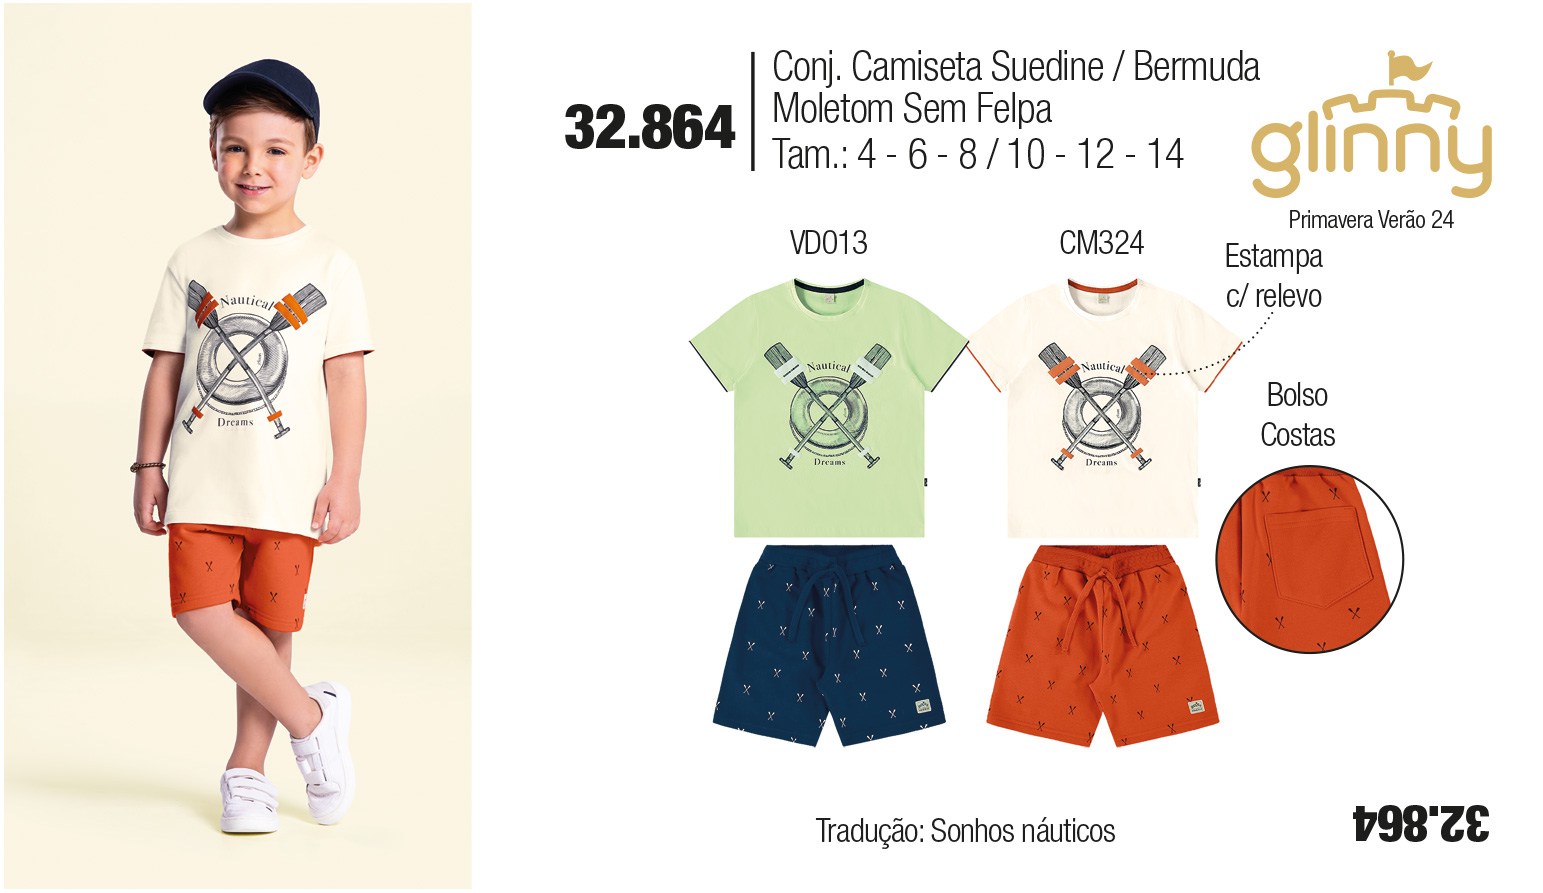 32.864
Conj. Camiseta Suedine / Bermuda
Moletom Sem Felpa
Tam.: 4 - 6 - 8 / 10 - 12 - 14
glinny
Primavera Verão 24
VD013
CM324
Estampa
c/ relevo
Nautical
Dreams
Nautical
Dreams
Nautical
Dreams
Bolso
Costas
Tradução: Sonhos náuticos
32.864